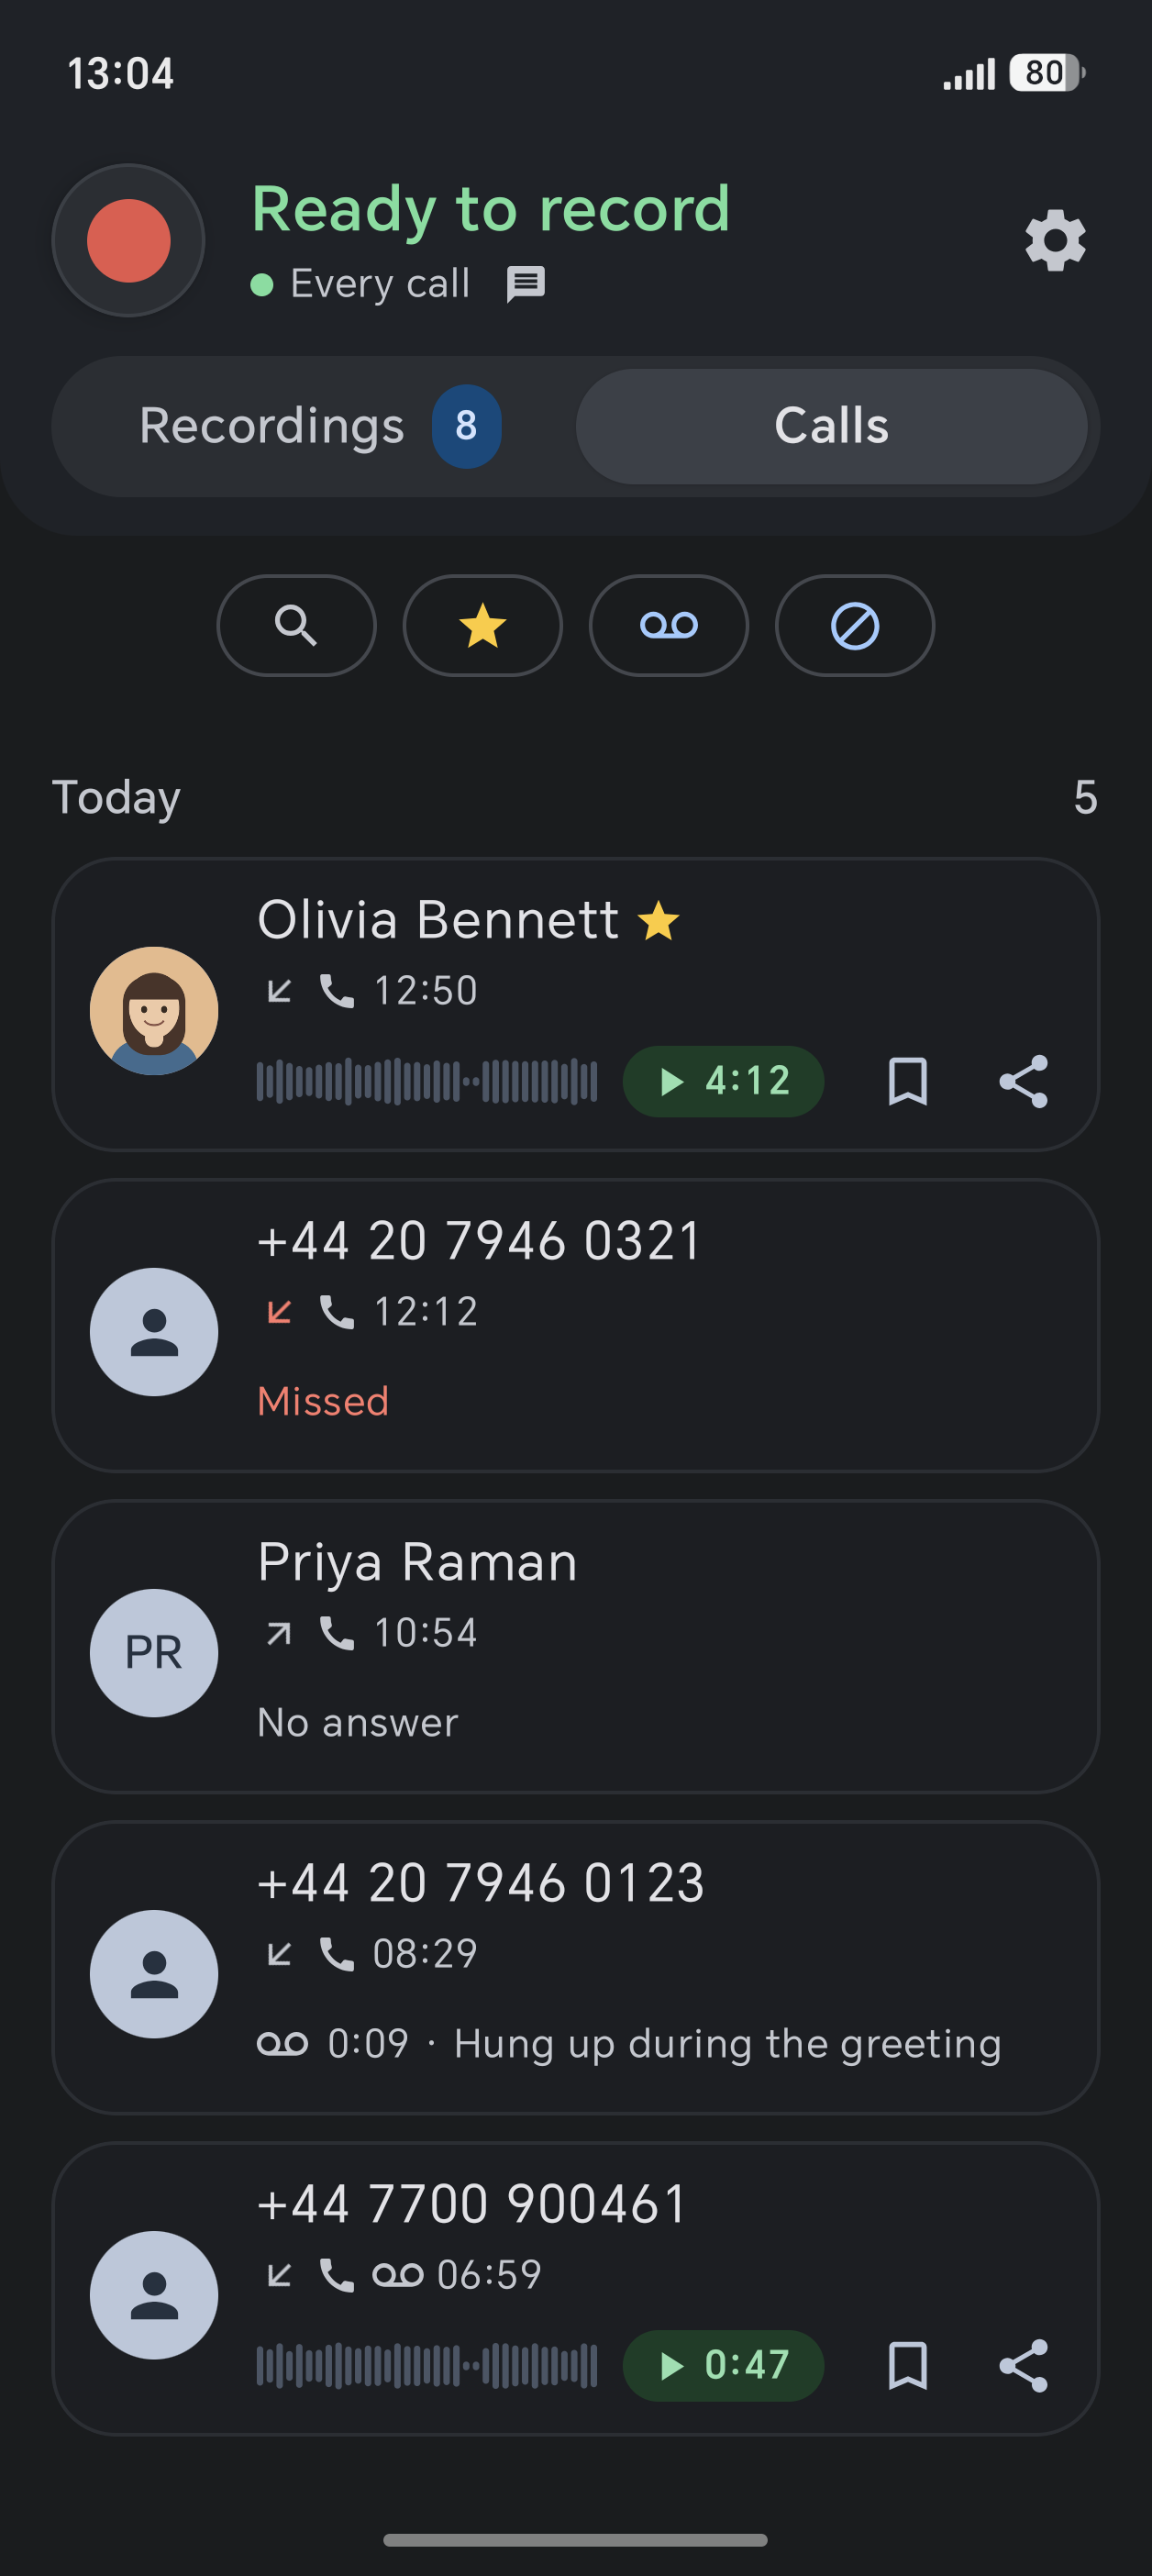 13:04
80
Ready to record
Every call
Recordings 8
Calls
Today
5
Olivia Bennett
12:50
4:12
+44 20 7946 0321
12:12
Missed
Priya Raman
PR
10:54
No answer
+44 20 7946 0123
08:29
0:09 · Hung up during the greeting
+44 7700 900461
06:59
0:47